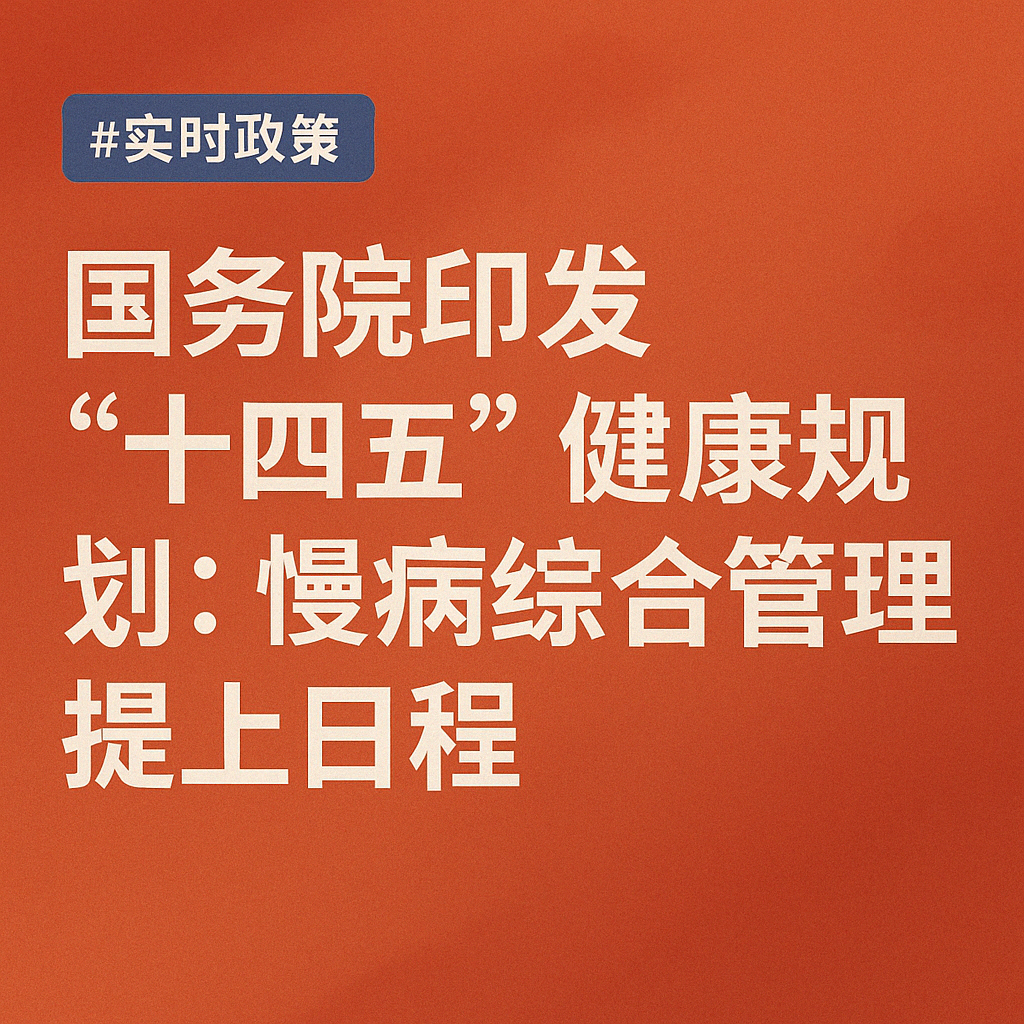 #实时政策
国务院印发
“十四五”健康规
划：慢病综合管理
提上日程